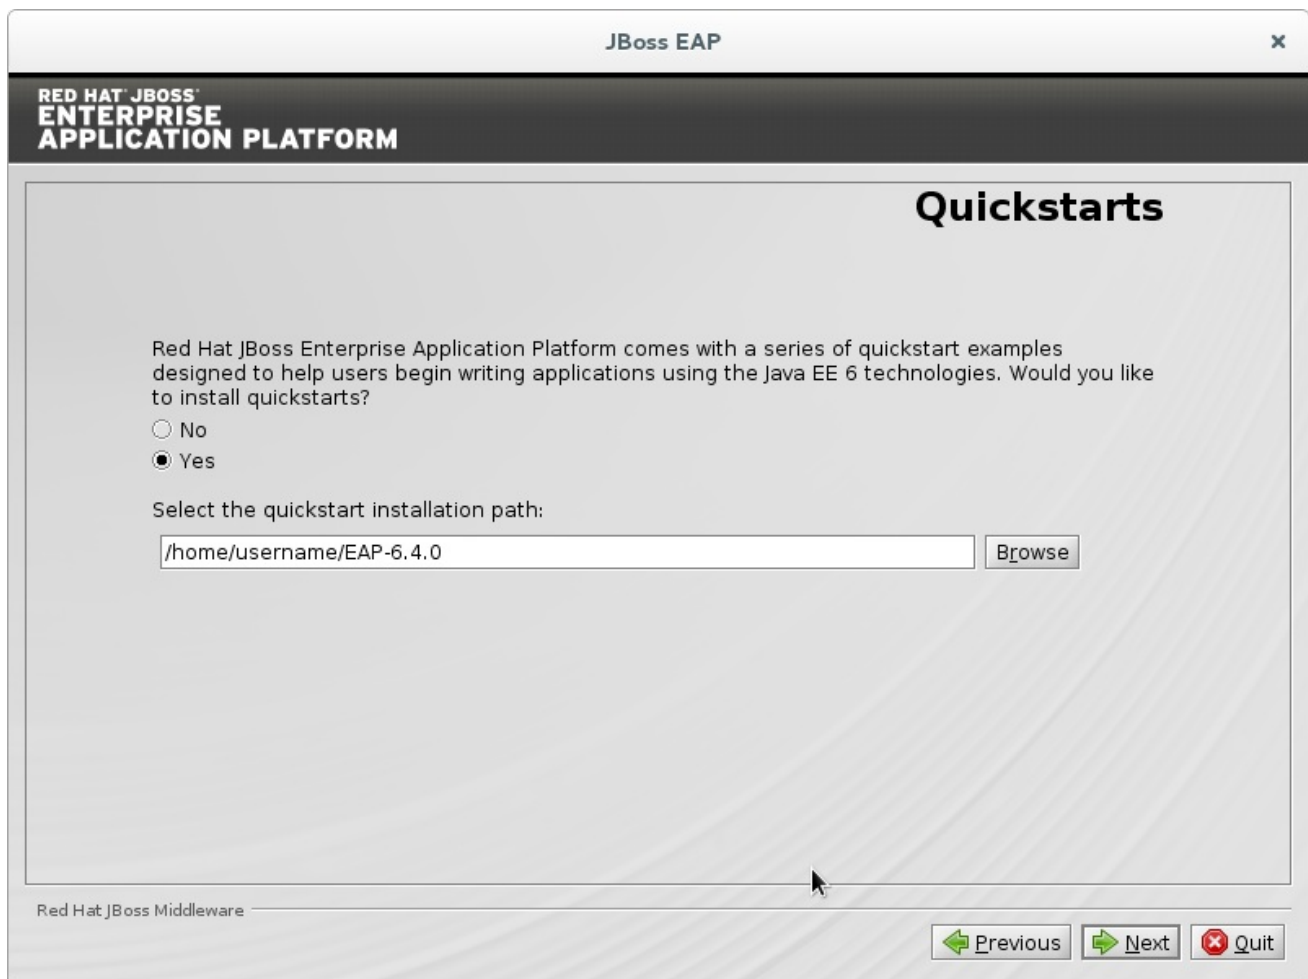 JBoss EAP
RED HAT JBOSS
ENTERPRISE
APPLICATION PLATFORM
Quickstarts
Red Hat JBoss Enterprise Application Platform comes with a series of quickstart examples
designed to help users begin writing applications using the Java EE 6 technologies. Would you like
to install quickstarts?
No
Yes
Select the quickstart installation path:
/home/username/EAP-6.4.0 Browse
Red Hat JBoss Middleware
Previous Next Quit